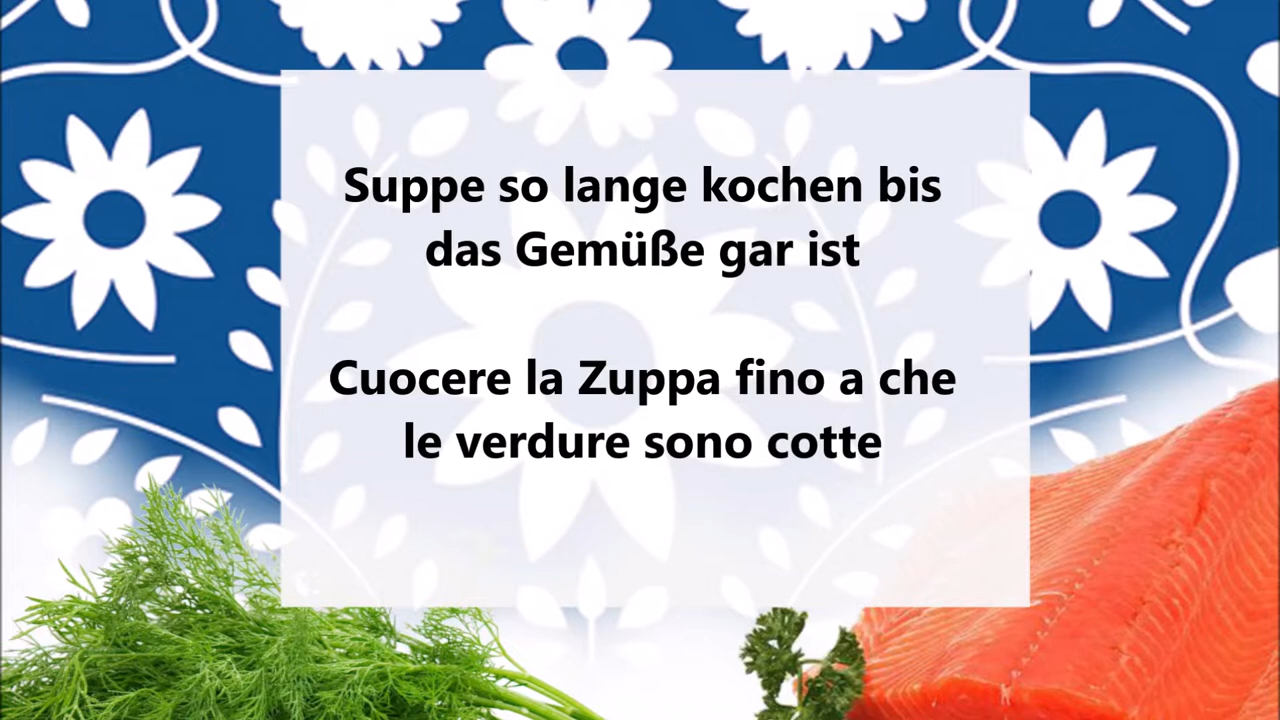 Suppe so lange kochen bis
das Gemüße gar ist
Cuocere la Zuppa fino a che
le verdure sono cotte